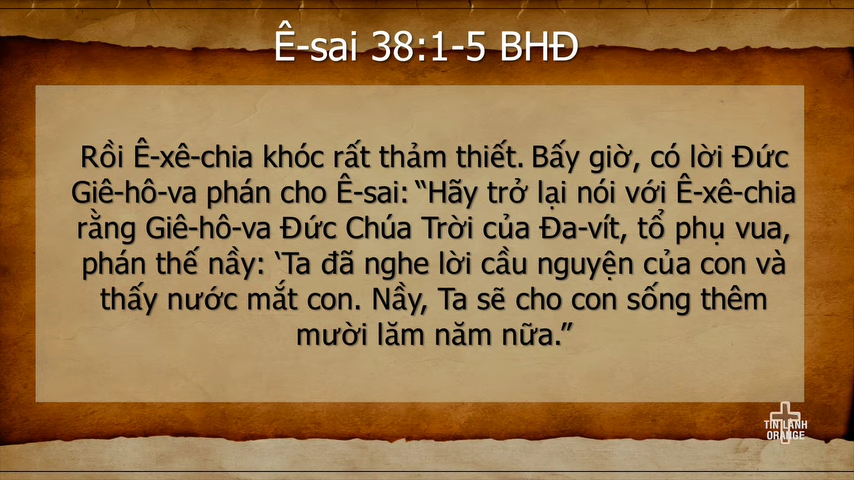 Ê-sai 38:1-5 BHĐ
Rồi Ê-xê-chia khóc rất thảm thiết. Bấy giờ, có lời Đức
Giê-hô-va phán cho Ê-sai: “Hãy trở lại nói với Ê-xê-chia
rằng Giê-hô-va Đức Chúa Trời của Đa-vít, tổ phụ vua,
phán thế nầy: ‘Ta đã nghe lời cầu nguyện của con và
thấy nước mắt con. Nầy, Ta sẽ cho con sống thêm
mười lăm năm nữa.”
TIN LANH
ORANGE